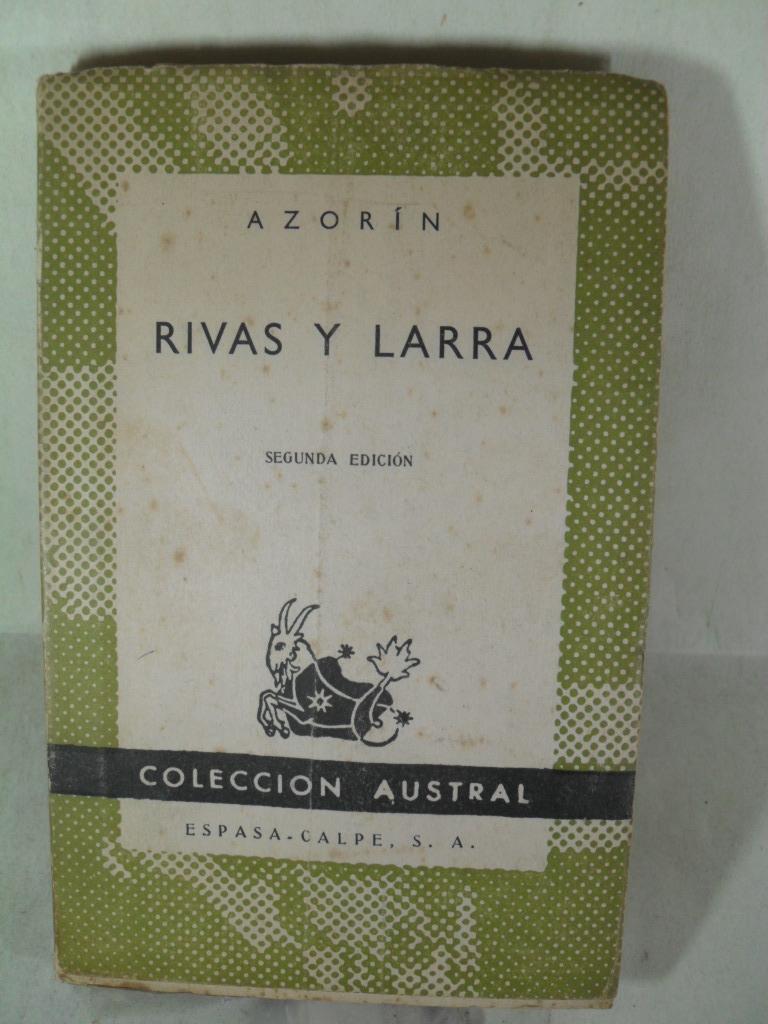 AZORÍN
RIVAS Y LARRA
SEGUNDA EDICIÓN
COLECCION AUSTRAL
ESPASA-CALPE, S. A.